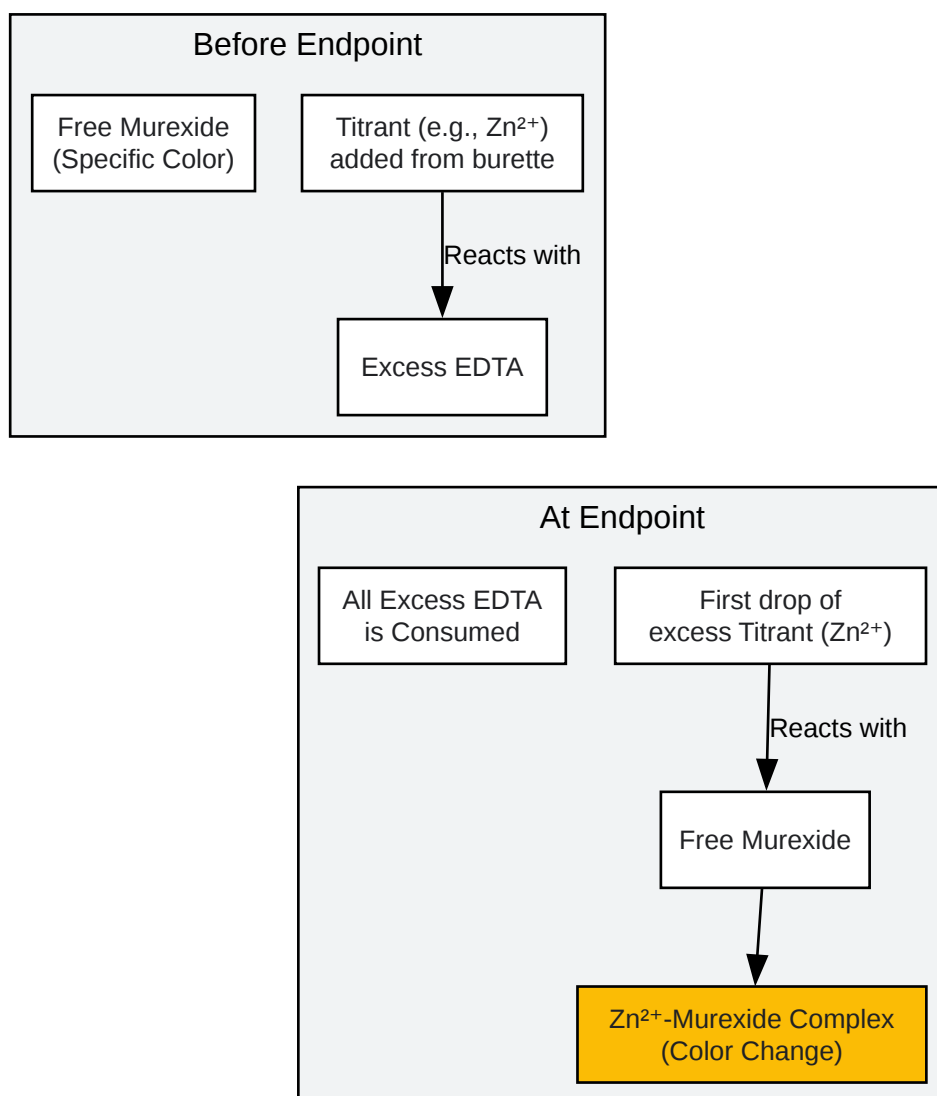 Before Endpoint
Free Murexide
(Specific Color)
Titrant (e.g., Zn²⁺)
added from burette
Reacts with
Excess EDTA
At Endpoint
All Excess EDTA
is Consumed
First drop of
excess Titrant (Zn²⁺)
Reacts with
Free Murexide
Zn²⁺-Murexide Complex
(Color Change)